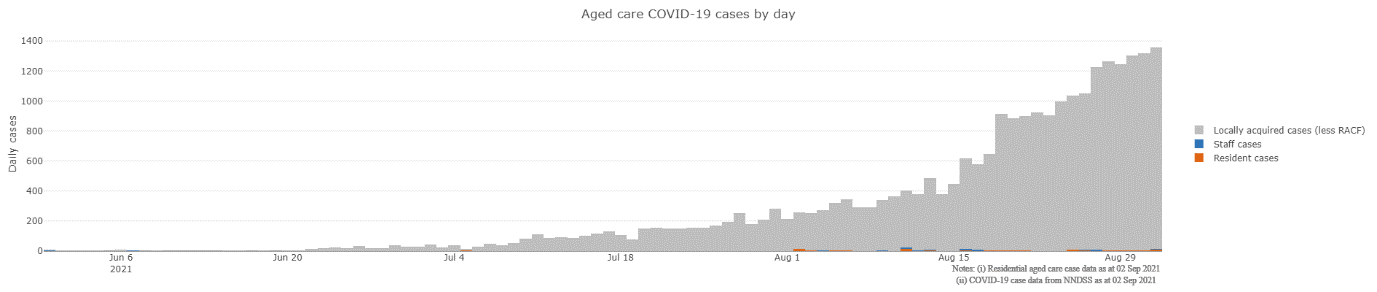 Aged care COVID-19 cases by day
1400
1200
1000
800
600
400
200
0
Daily cases
Jun 6
2021
Jun 20
Jul 4
Jul 18
Aug 1
Aug 15
Aug 29
Locally acquired cases (less RACF)
Staff cases
Resident cases
Notes: (i) Residential aged care case data as at 02 Sep 2021
(ii) COVID-19 case data from NNDSS as at 02 Sep 2021